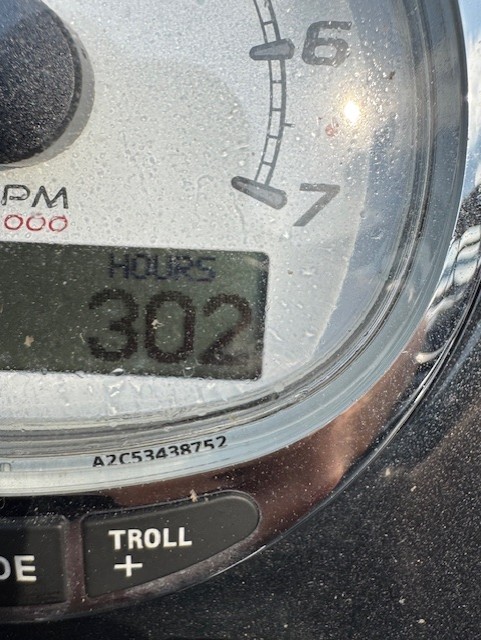 6
7
PM
000
HOURS
302
A2C53438752
TROLL
+
DE